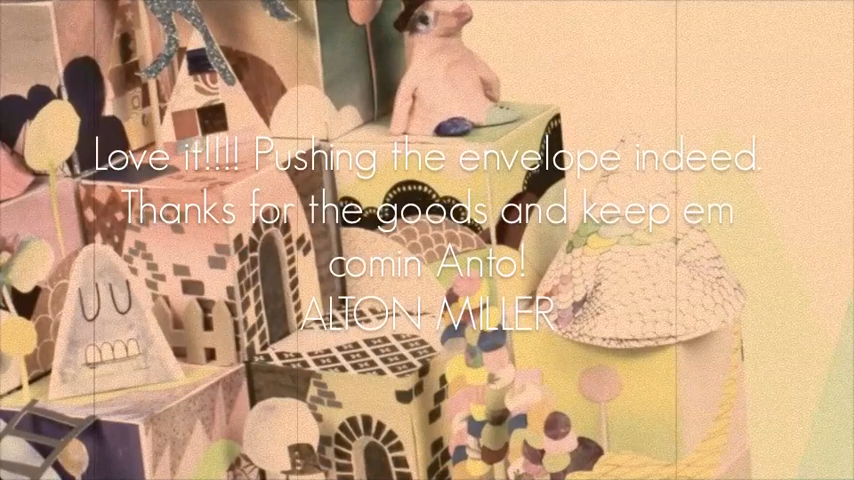 Love it!!!! Pushing the envelope indeed.
Thanks for the goods and keep em
comin Anto!
ALTON MILLER